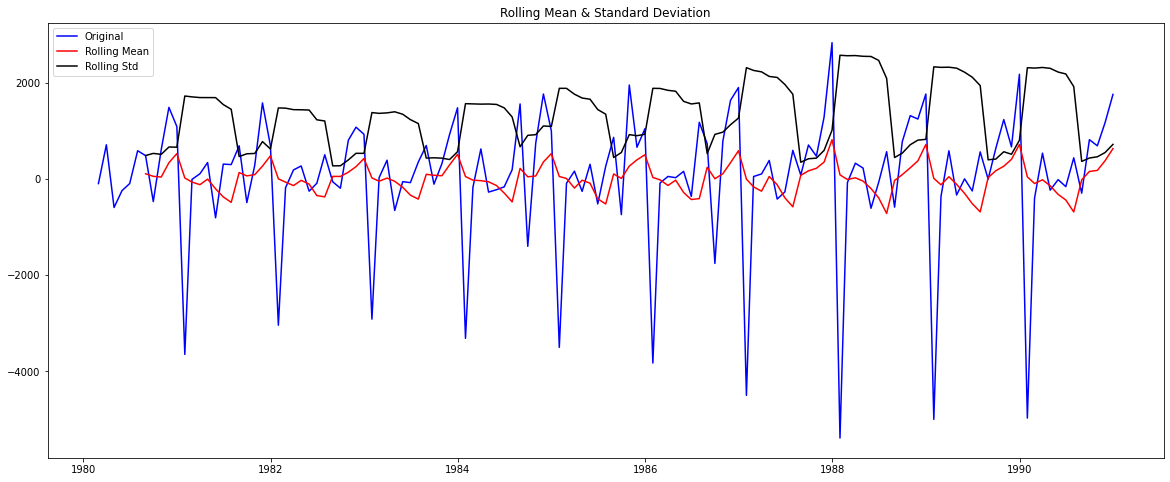 Rolling Mean & Standard Deviation
Original
Rolling Mean
Rolling Std
2000
0
−2000
−4000
1980 1982 1984 1986 1988 1990